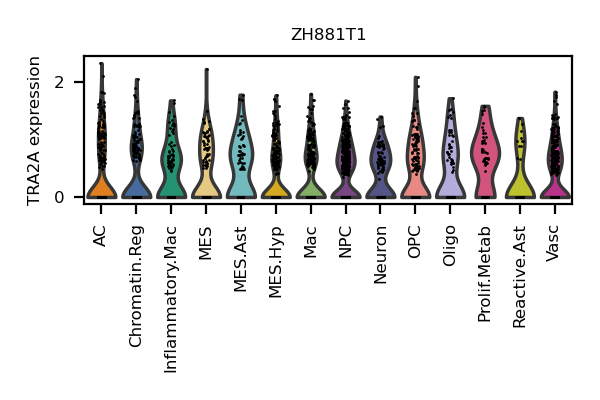 ZH881T1
TRA2A expression
2
0
AC
Chromatin.Reg
Inflammatory.Mac
MES
MES.Ast
MES.Hyp
Mac
NPC
Neuron
OPC
Oligo
Prolif.Metab
Reactive.Ast
Vasc